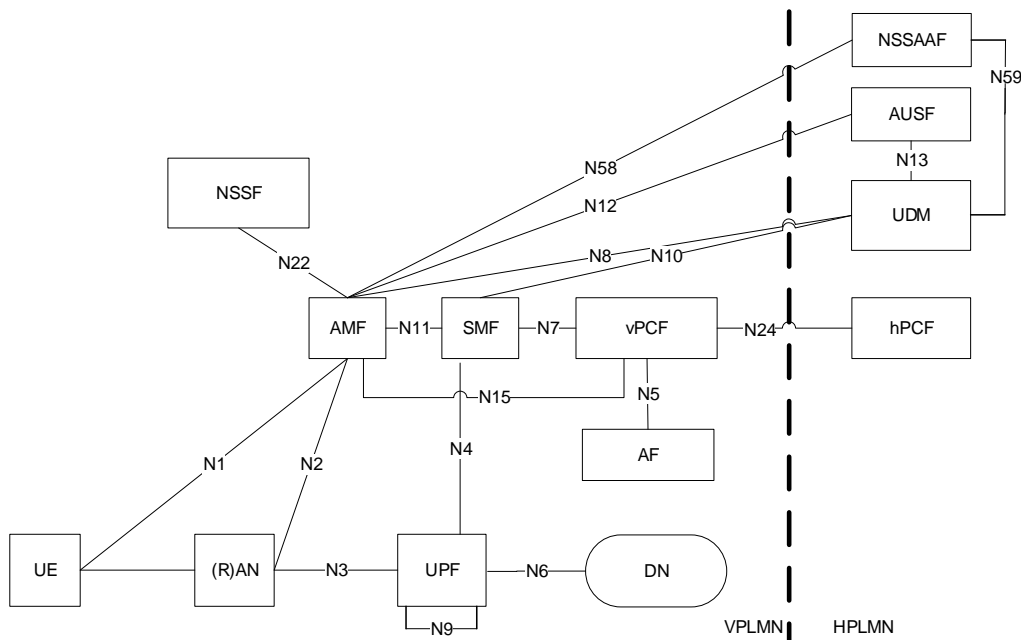 NSSAAF
N59
AUSF
N13
N58
NSSF
N12
UDM
N22
N8
N10
AMF
N11
SMF
N7
vPCF
N24
hPCF
N15
N5
N1
N2
N4
AF
UE
(R)AN
N3
UPF
N6
DN
N9
VPLMN
HPLMN